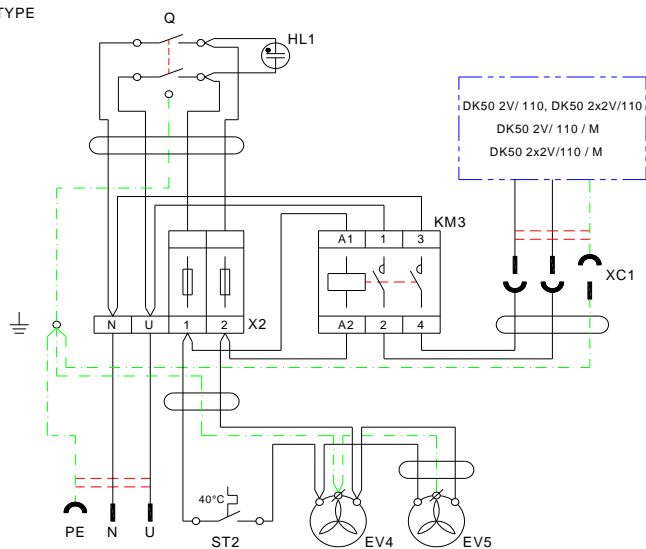 TYPE
Q
HL1
DK50 2V/ 110, DK50 2x2V/110
DK50 2V/ 110 / M
DK50 2x2V/110 / M
KM3
A1 1 3
XC1
N U 1 2 X2
A2 2 4
40°C
PE N U
ST2
EV4
EV5